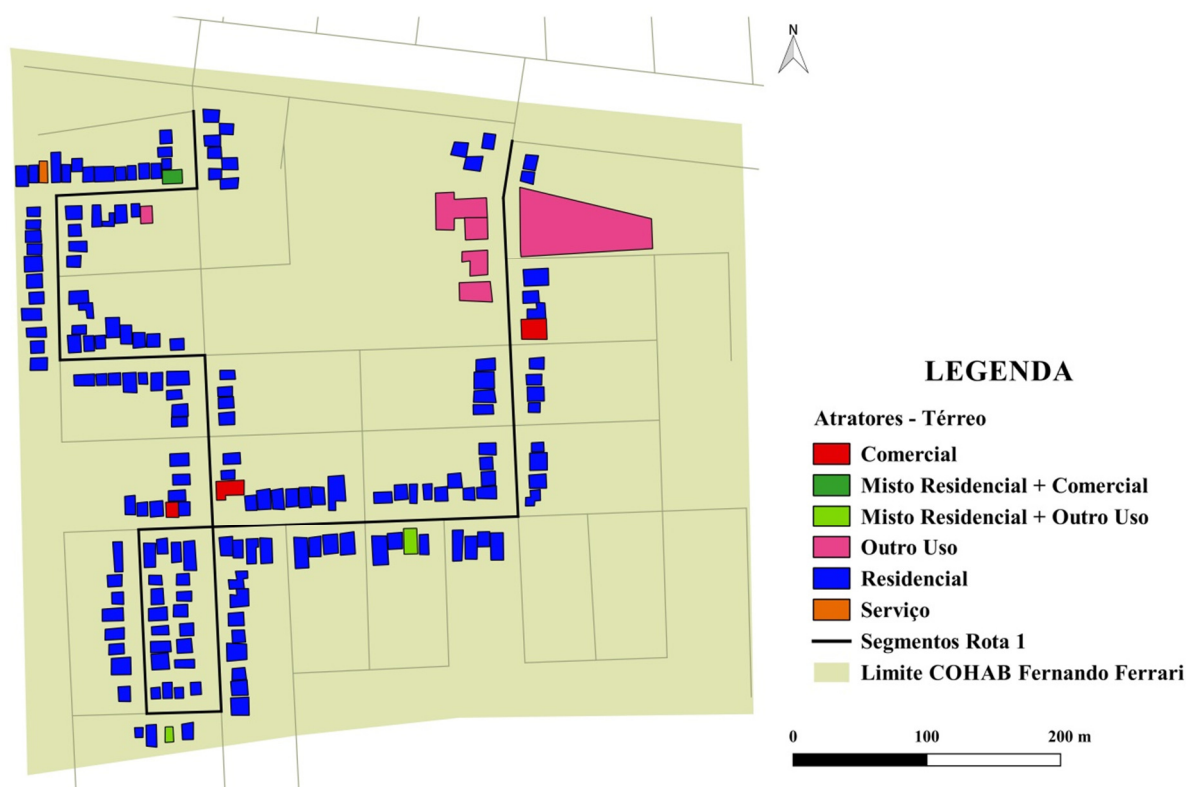 N
LEGENDA
Atratores - Térreo
Comercial
Misto Residencial + Comercial
Misto Residencial + Outro Uso
Outro Uso
Residencial
Serviço
Segmentos Rota 1
Limite COHAB Fernando Ferrari
0 100 200 m